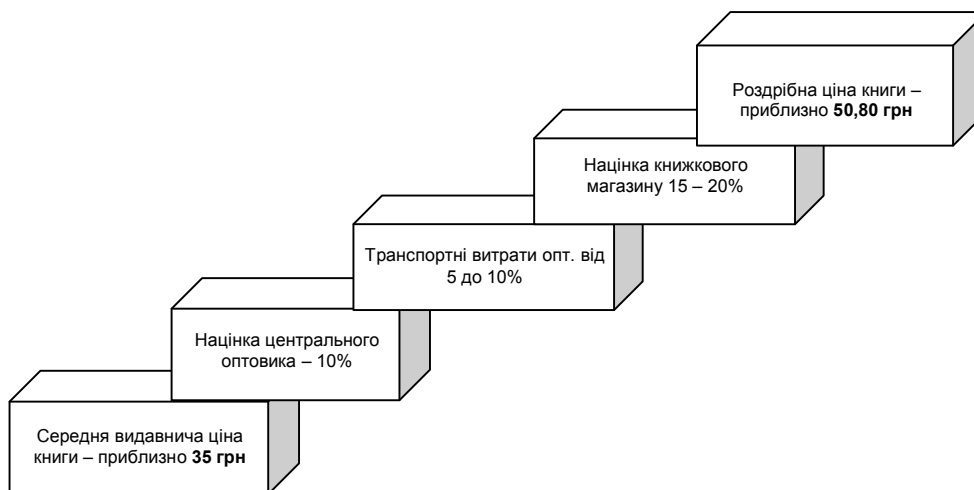 Роздрібна ціна книги –
приблизно 50,80 грн
Націнка книжкового
магазину 15 – 20%
Транспортні витрати опт. від
5 до 10%
Націнка центрального
оптовика – 10%
Середня видавнича ціна
книги – приблизно 35 грн